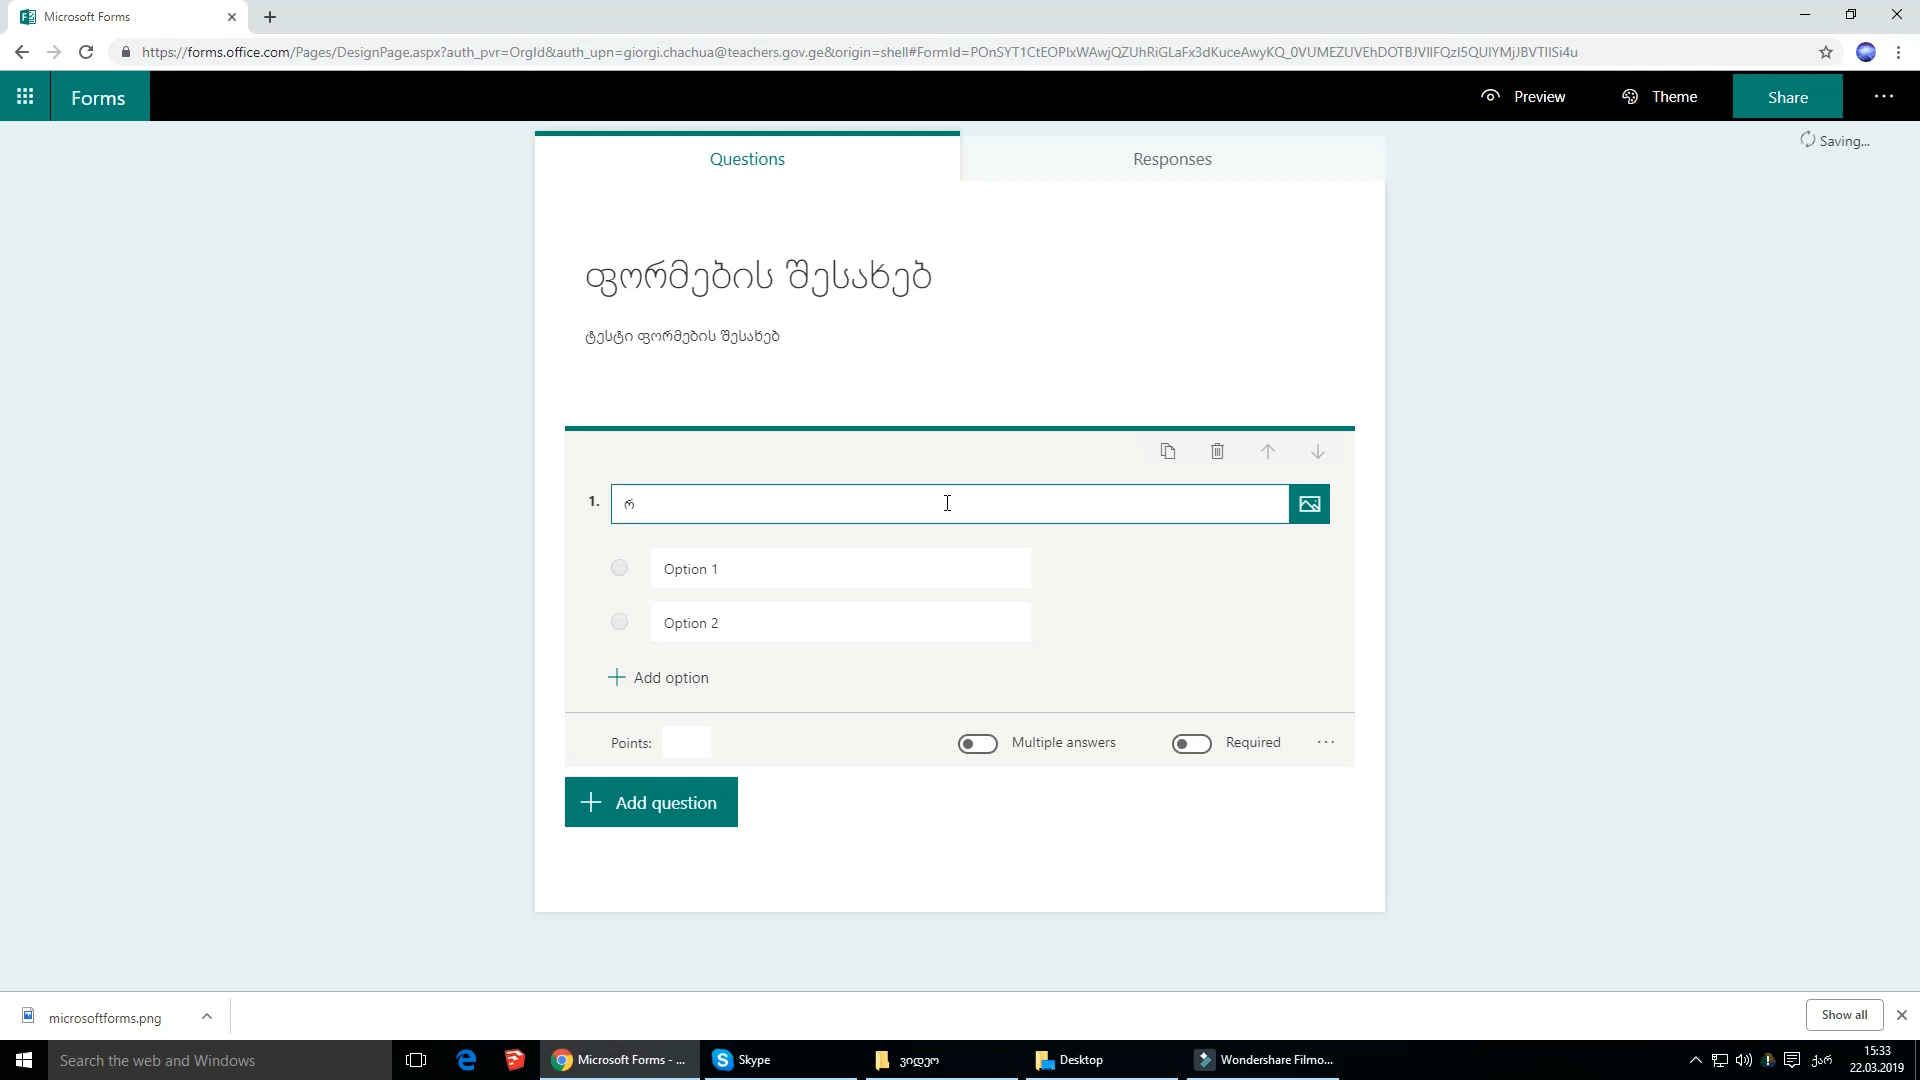 Microsoft Forms
https://forms.office.com/Pages/DesignPage.aspx?auth_pvr=OrgId&auth_upn=giorgi.chachua@teachers.gov.ge&origin=shell#FormId=
Forms
Preview
Theme
Share
Saving...
Questions
Responses
ფორმების შესახებ
ტესტი ფორმების შესახებ
1.
რ
Option 1
Option 2
Add option
Points:
Multiple answers
Required
Add question
microsoftforms.png
Show all
Search the web and Windows
Microsoft Forms - ...
Skype
ვიდეო
Desktop
Wondershare Filmo...
ქარ
15:33
22.03.2019